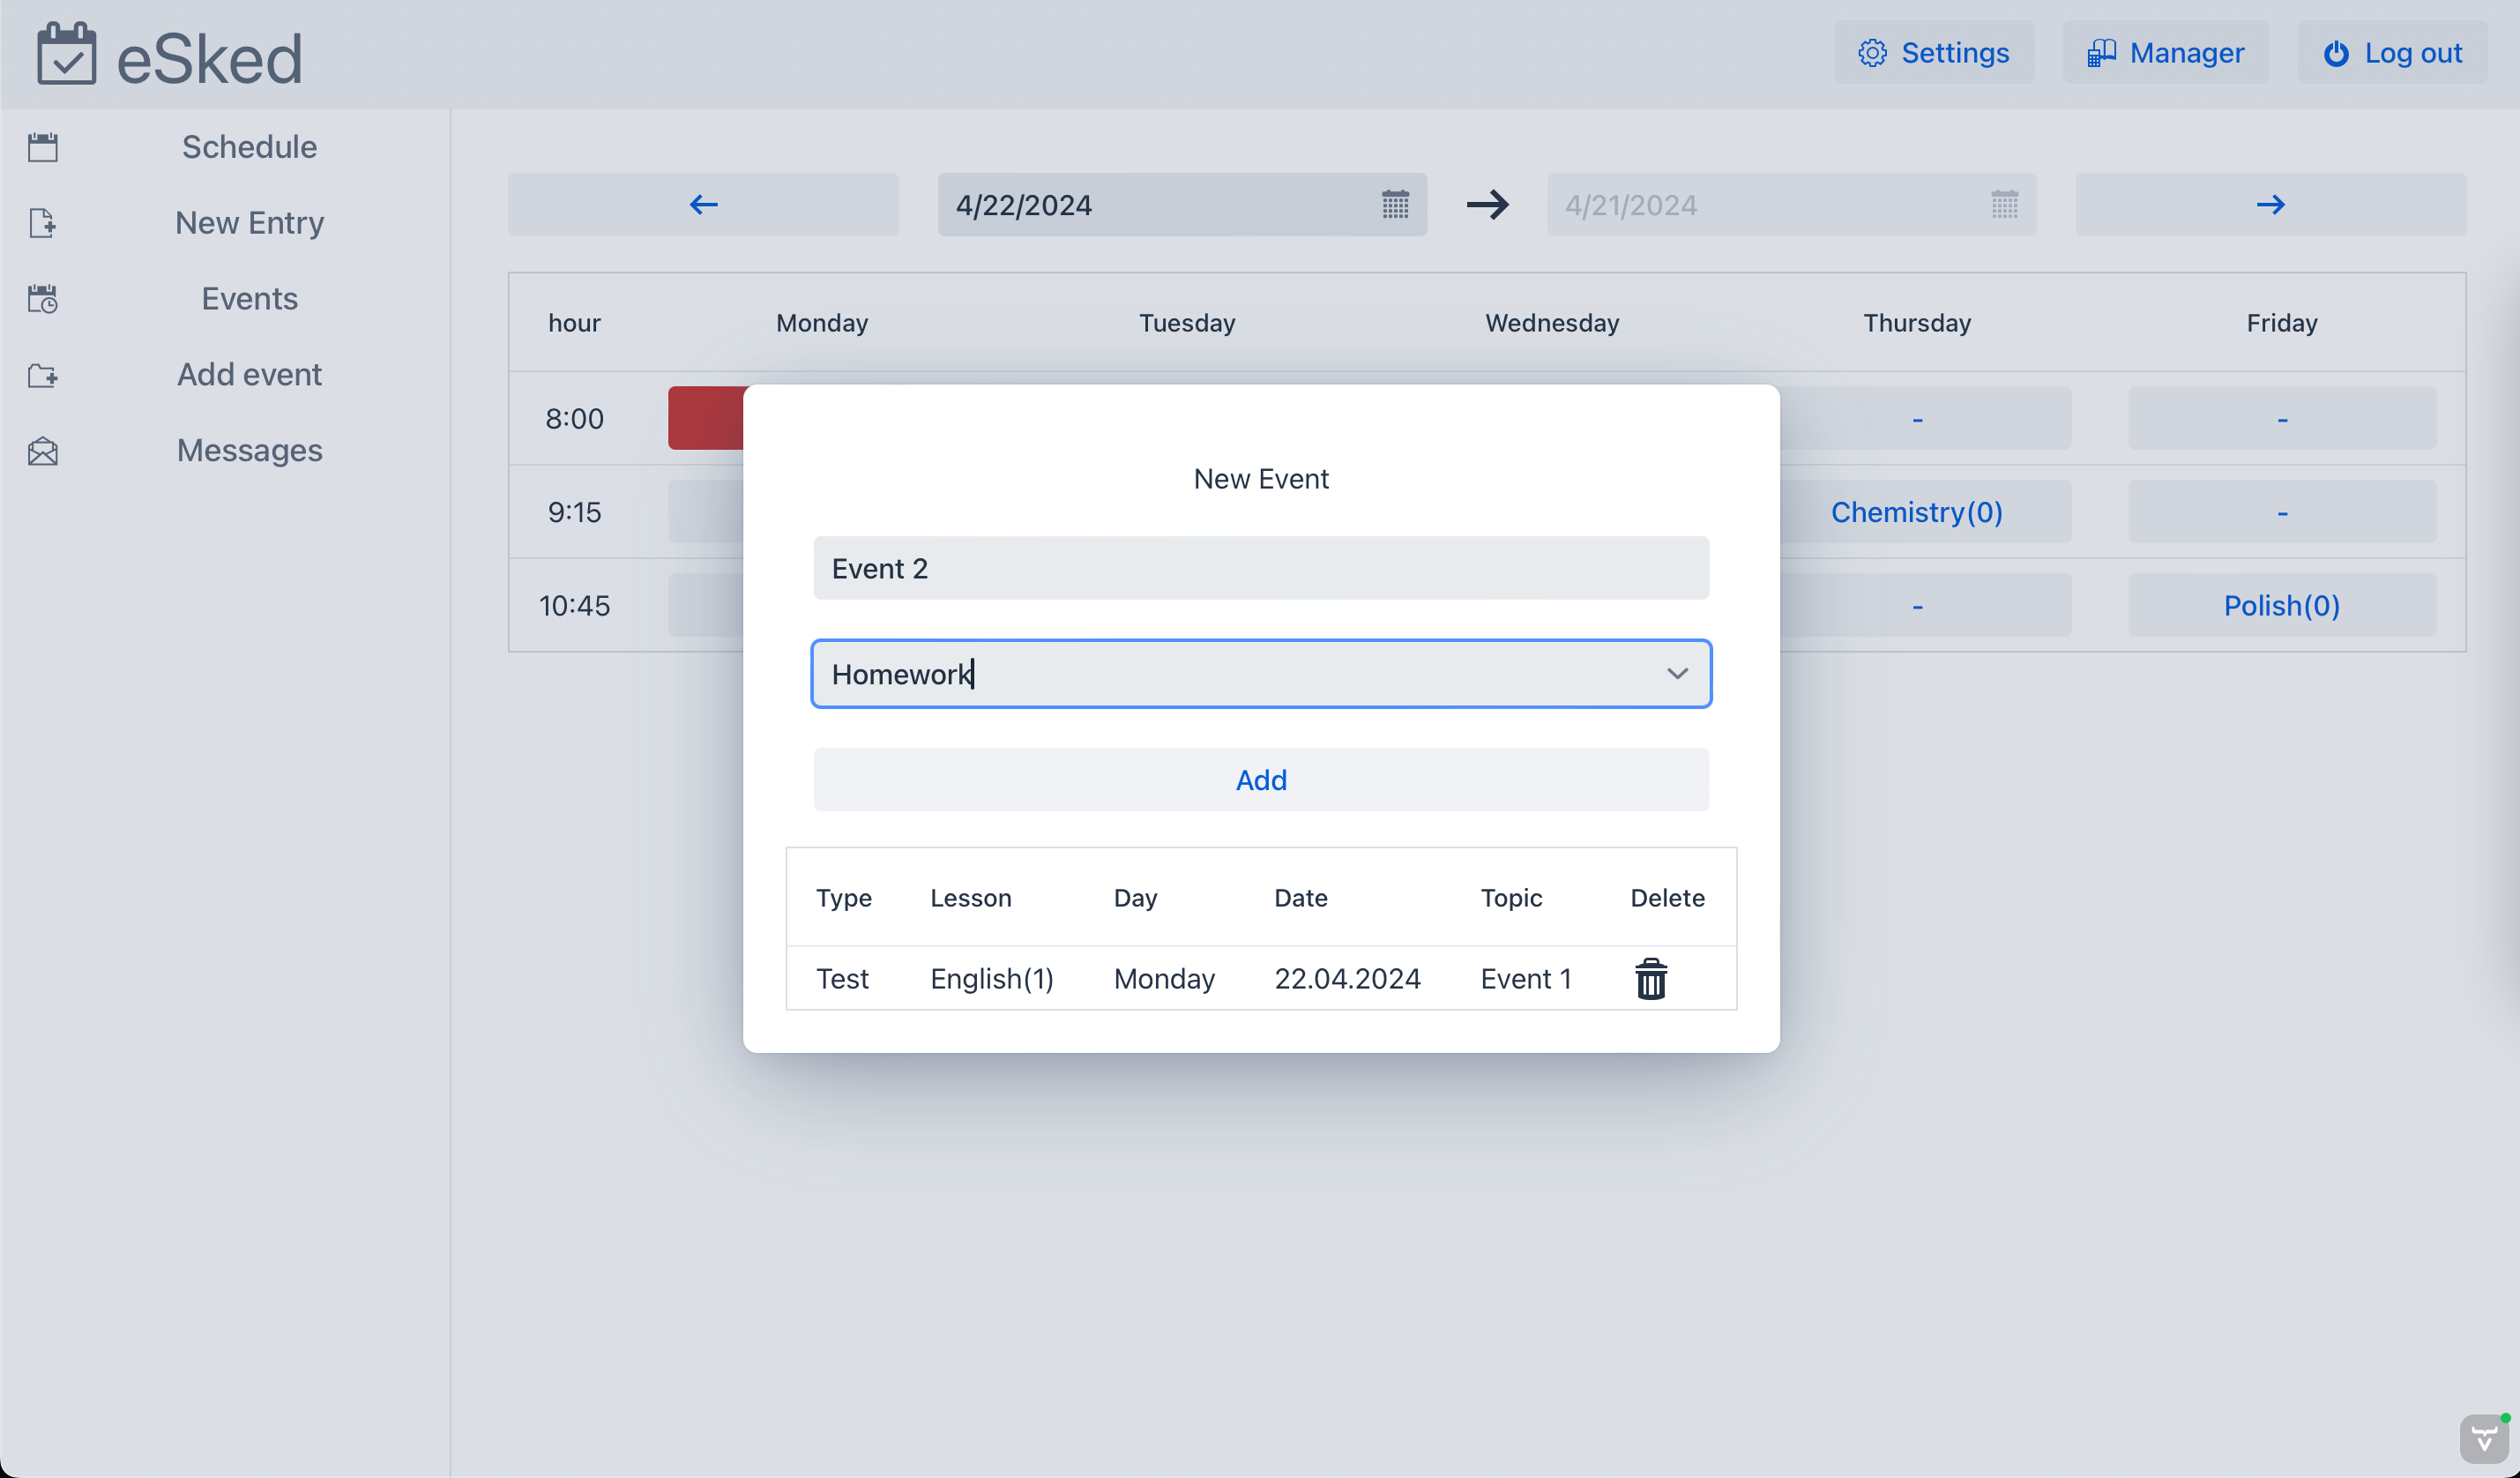 eSked
Settings
Manager
Log out
Schedule
New Entry
Events
Add event
Messages
4/22/2024
4/21/2024
hour Monday Tuesday Wednesday Thursday Friday
8:00 - -
9:15 Chemistry(0) -
10:45 - Polish(0)
New Event
Event 2
Homework
Add
Type Lesson Day Date Topic Delete
Test English(1) Monday 22.04.2024 Event 1